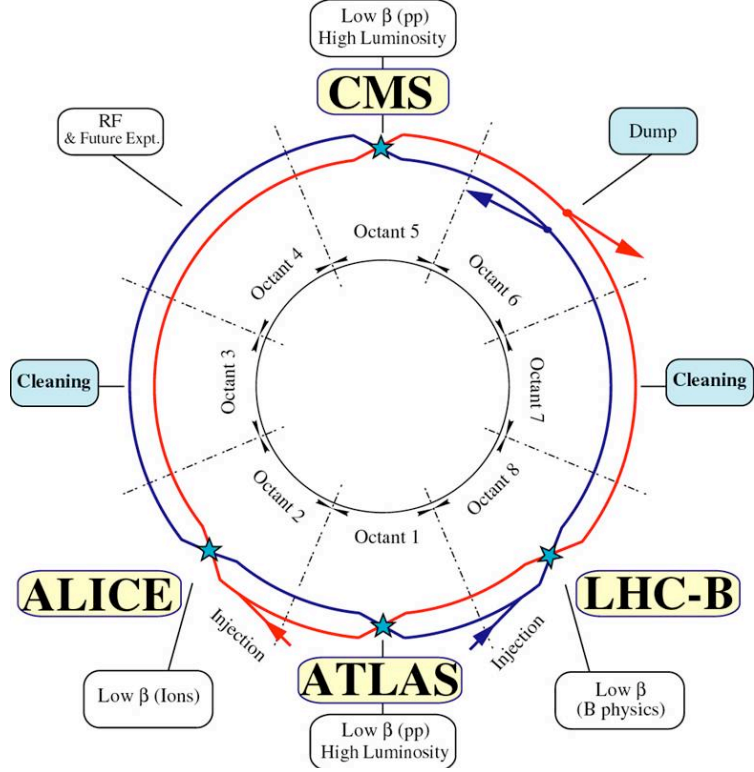 Low β (pp)
High Luminosity
CMS
RF
& Future Expt.
Dump
Octant 5
Octant 4
Octant 6
Cleaning
Octant 3
Octant 7
Cleaning
Octant 2
Octant 8
Octant 1
ALICE
LHC-B
Injection
Injection
ATLAS
Low β (Ions)
Low β
(B physics)
Low β (pp)
High Luminosity